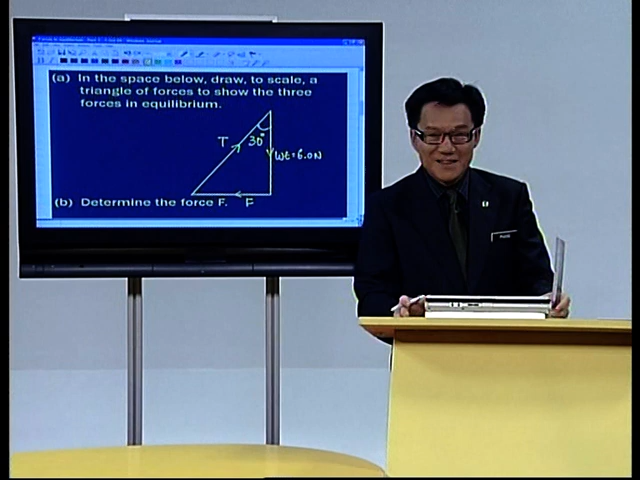 (a) In the space below, draw, to scale, a
triangle of forces to show the three
forces in equilibrium.
T
30°
Wt = 6.0N
(b) Determine the force F.
F